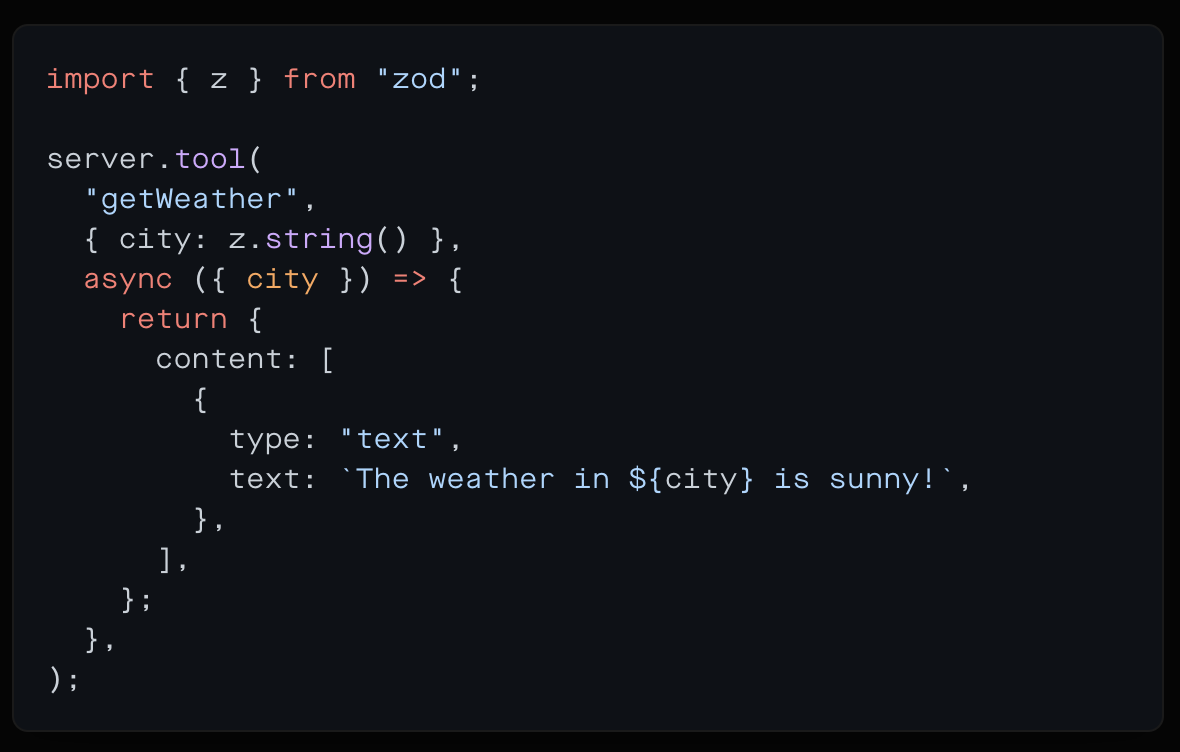 import { z } from "zod";

server.tool(
  "getWeather",
  { city: z.string() },
  async ({ city }) => {
    return {
      content: [
        {
          type: "text",
          text: `The weather in ${city} is sunny!`,
        },
      ],
    };
  },
);